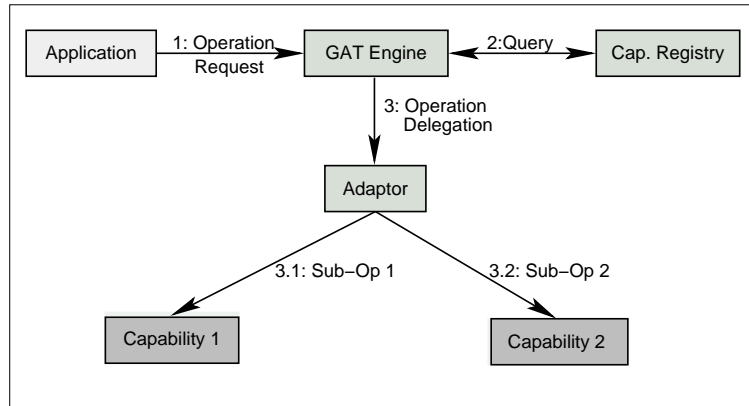 Application
1: Operation
Request
GAT Engine
2:Query
Cap. Registry
3: Operation
Delegation
Adaptor
3.1: Sub−Op 1
3.2: Sub−Op 2
Capability 1
Capability 2